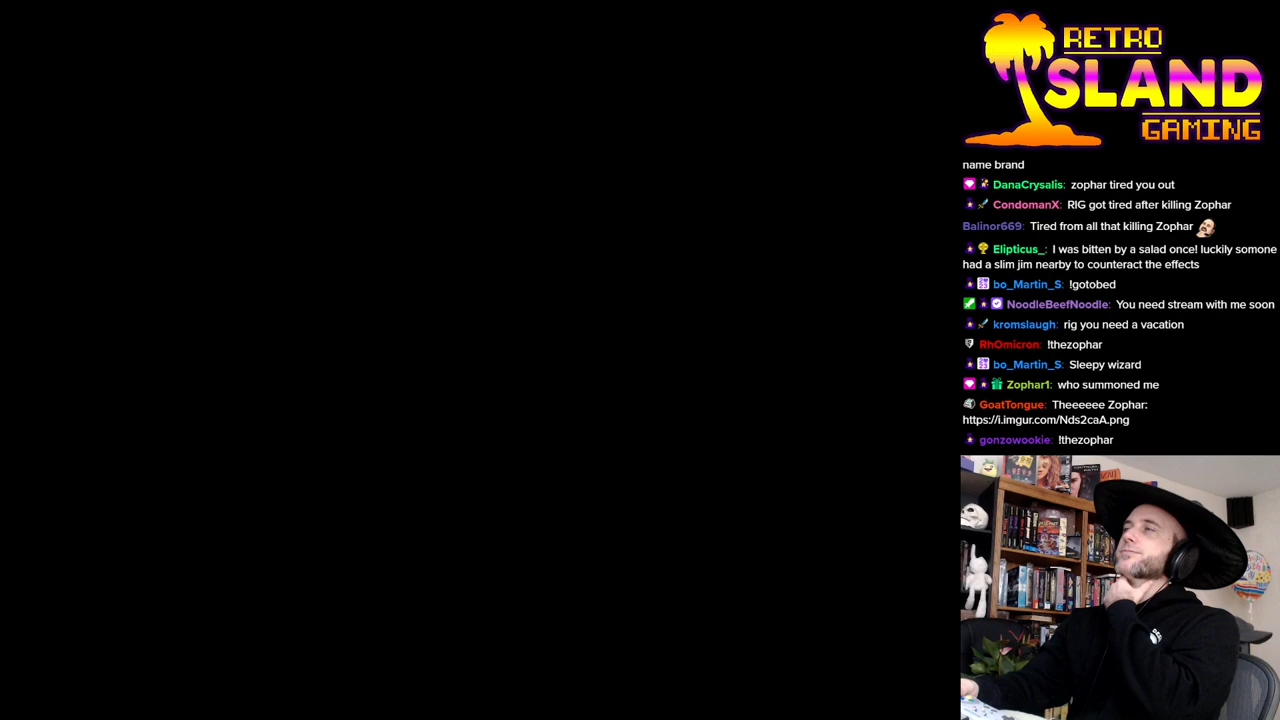 RETRO
ISLAND
GAMING
name brand
DanaCrysalis: zophar tired you out
CondomanX: RIG got tired after killing Zophar
Balinor669: Tired from all that killing Zophar
Elipticus_: I was bitten by a salad once! luckily somone
had a slim jim nearby to counteract the effects
bo_Martin_S: !gotobed
NoodleBeefNoodle: You need stream with me soon
kromslaugh: rig you need a vacation
RhOmicron: !thezophar
bo_Martin_S: Sleepy wizard
Zophar1: who summoned me
GoatTongue: Theeeeee Zophar:
https://i.imgur.com/Nds2caA.png
gonzowookie: !thezophar